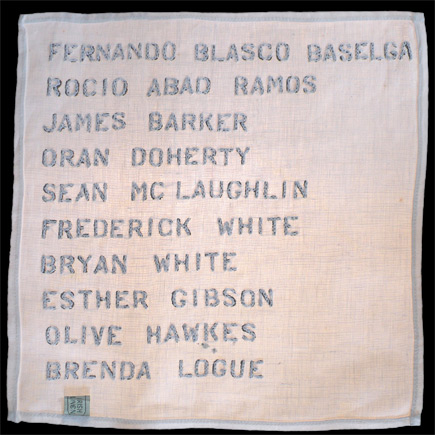 FERNANDO BLASCO BASELGA
ROCIO ABAD RAMOS
JAMES BARKER
ORAN DOHERTY
SEAN MC LAUGHLIN
FREDERICK WHITE
BRYAN WHITE
ESTHER GIBSON
OLIVE HAWKES
BRENDA LOGUE